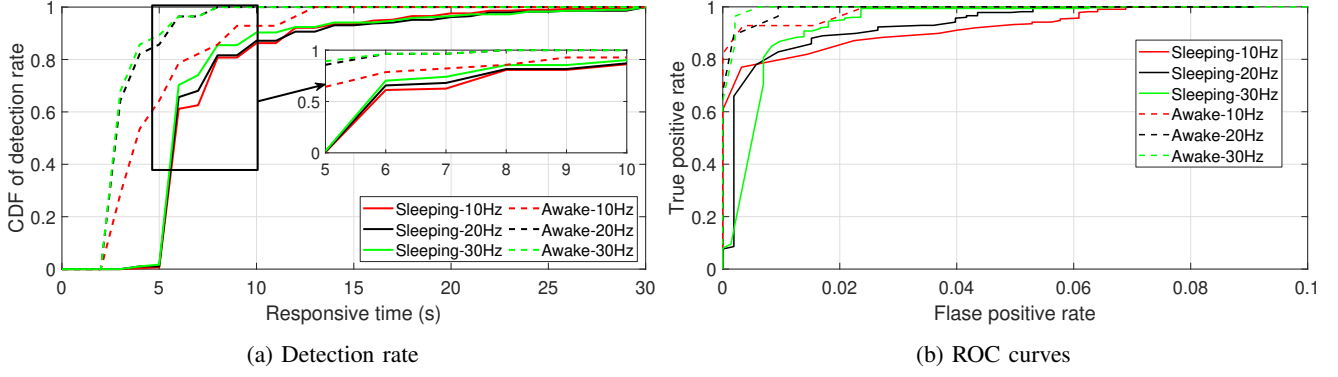 CDF of detection rate
1
0.8
0.6
0.4
0.2
0
0 5 10 15 20 25 30
Responsive time (s)
1
0.5
0
5 6 7 8 9 10
Sleeping-10Hz
Sleeping-20Hz
Sleeping-30Hz
Awake-10Hz
Awake-20Hz
Awake-30Hz
(a) Detection rate
True positive rate
1
0.8
0.6
0.4
0.2
0
0 0.02 0.04 0.06 0.08 0.1
Flase positive rate
Sleeping-10Hz
Sleeping-20Hz
Sleeping-30Hz
Awake-10Hz
Awake-20Hz
Awake-30Hz
(b) ROC curves